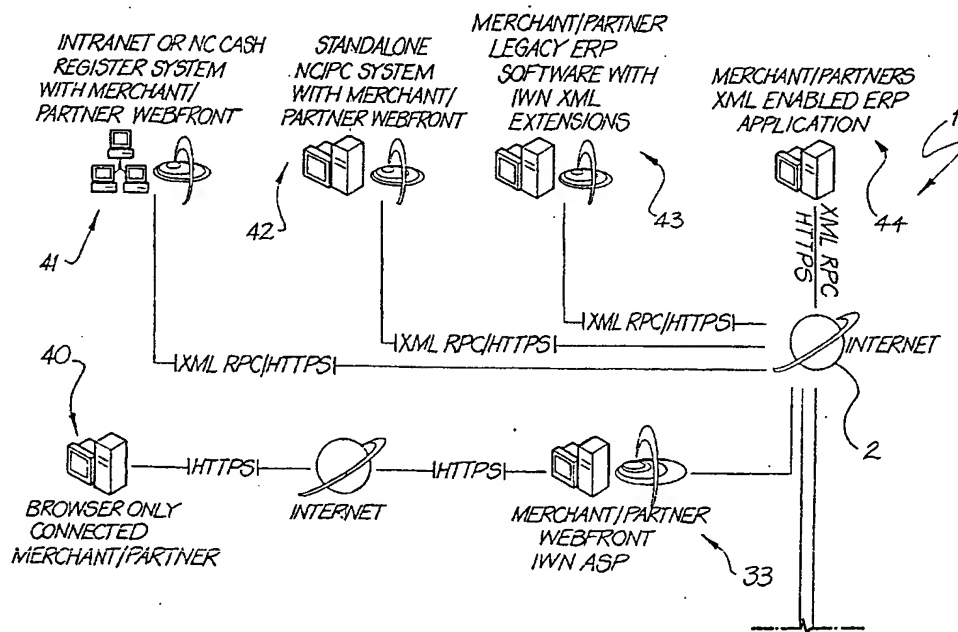 INTRANET OR NC CASH
REGISTER SYSTEM
WITH MERCHANT/
PARTNER WEBFRONT
41
STANDALONE
NC/PC SYSTEM
WITH MERCHANT/
PARTNER WEBFRONT
42
MERCHANT/PARTNER
LEGACY ERP
SOFTWARE WITH
IWN XML
EXTENSIONS
43
MERCHANT/PARTNERS
XML ENABLED ERP
APPLICATION
44
1
XML RPC
HTTPS
XML RPC/HTTPS
XML RPC/HTTPS
XML RPC/HTTPS
INTERNET
2
40
BROWSER ONLY
CONNECTED
MERCHANT/PARTNER
HTTPS
INTERNET
HTTPS
MERCHANT/PARTNER
WEBFRONT
IWN ASP
33